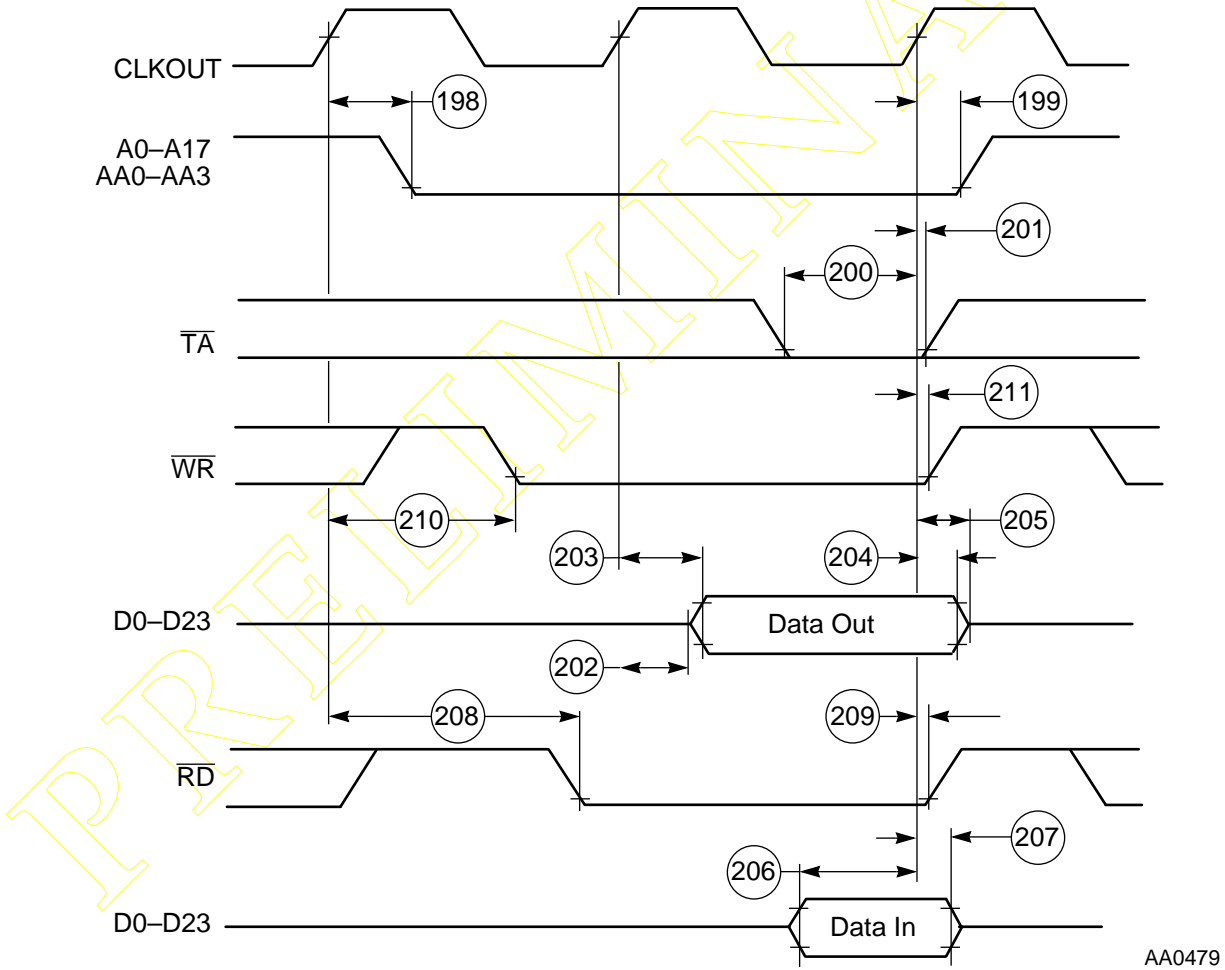 CLKOUT
198
199
A0–A17
AA0–AA3
201
200
TA
211
WR
210
205
203
204
D0–D23
Data Out
202
208
209
RD
207
206
D0–D23
Data In
AA0479
PRELIMINA